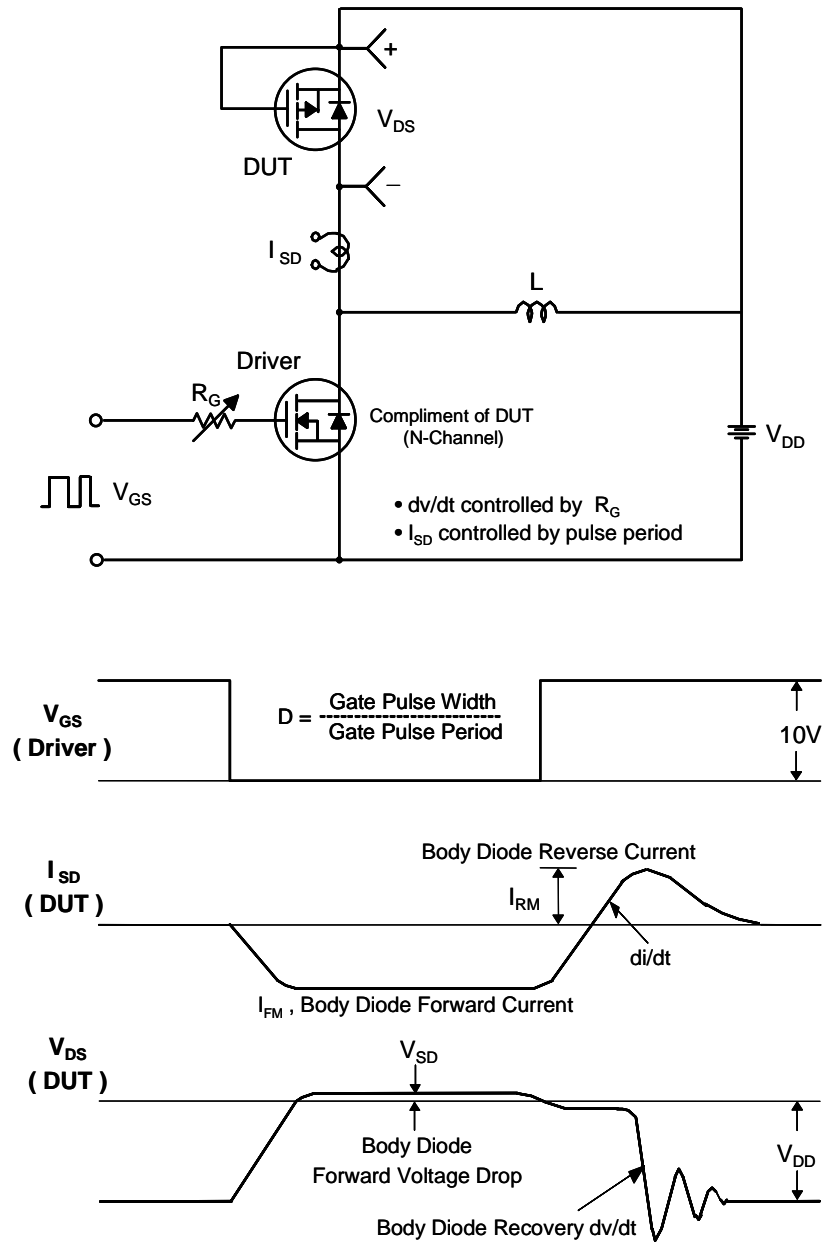 +
V_DS
DUT
−
I_SD
L
Driver
R_G
Compliment of DUT
(N-Channel)
V_DD
V_GS
• dv/dt controlled by R_G
• I_SD controlled by pulse period
V_GS
( Driver )
D = Gate Pulse Width
Gate Pulse Period
10V
Body Diode Reverse Current
I_SD
( DUT )
I_RM
di/dt
I_FM , Body Diode Forward Current
V_DS
( DUT )
V_SD
Body Diode
Forward Voltage Drop
V_DD
Body Diode Recovery dv/dt